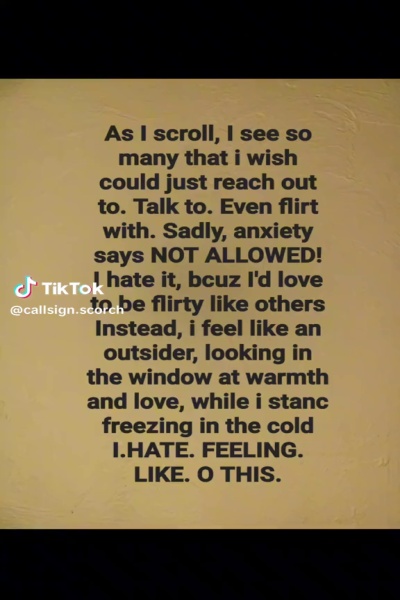 As I scroll, I see so
many that i wish
could just reach out
to. Talk to. Even flirt
with. Sadly, anxiety
says NOT ALLOWED!
I hate it, bcuz I'd love
to be flirty like others
Instead, i feel like an
outsider, looking in
the window at warmth
and love, while i stanc
freezing in the cold
I.HATE. FEELING.
LIKE. O THIS.
TikTok
@callsign.scorch